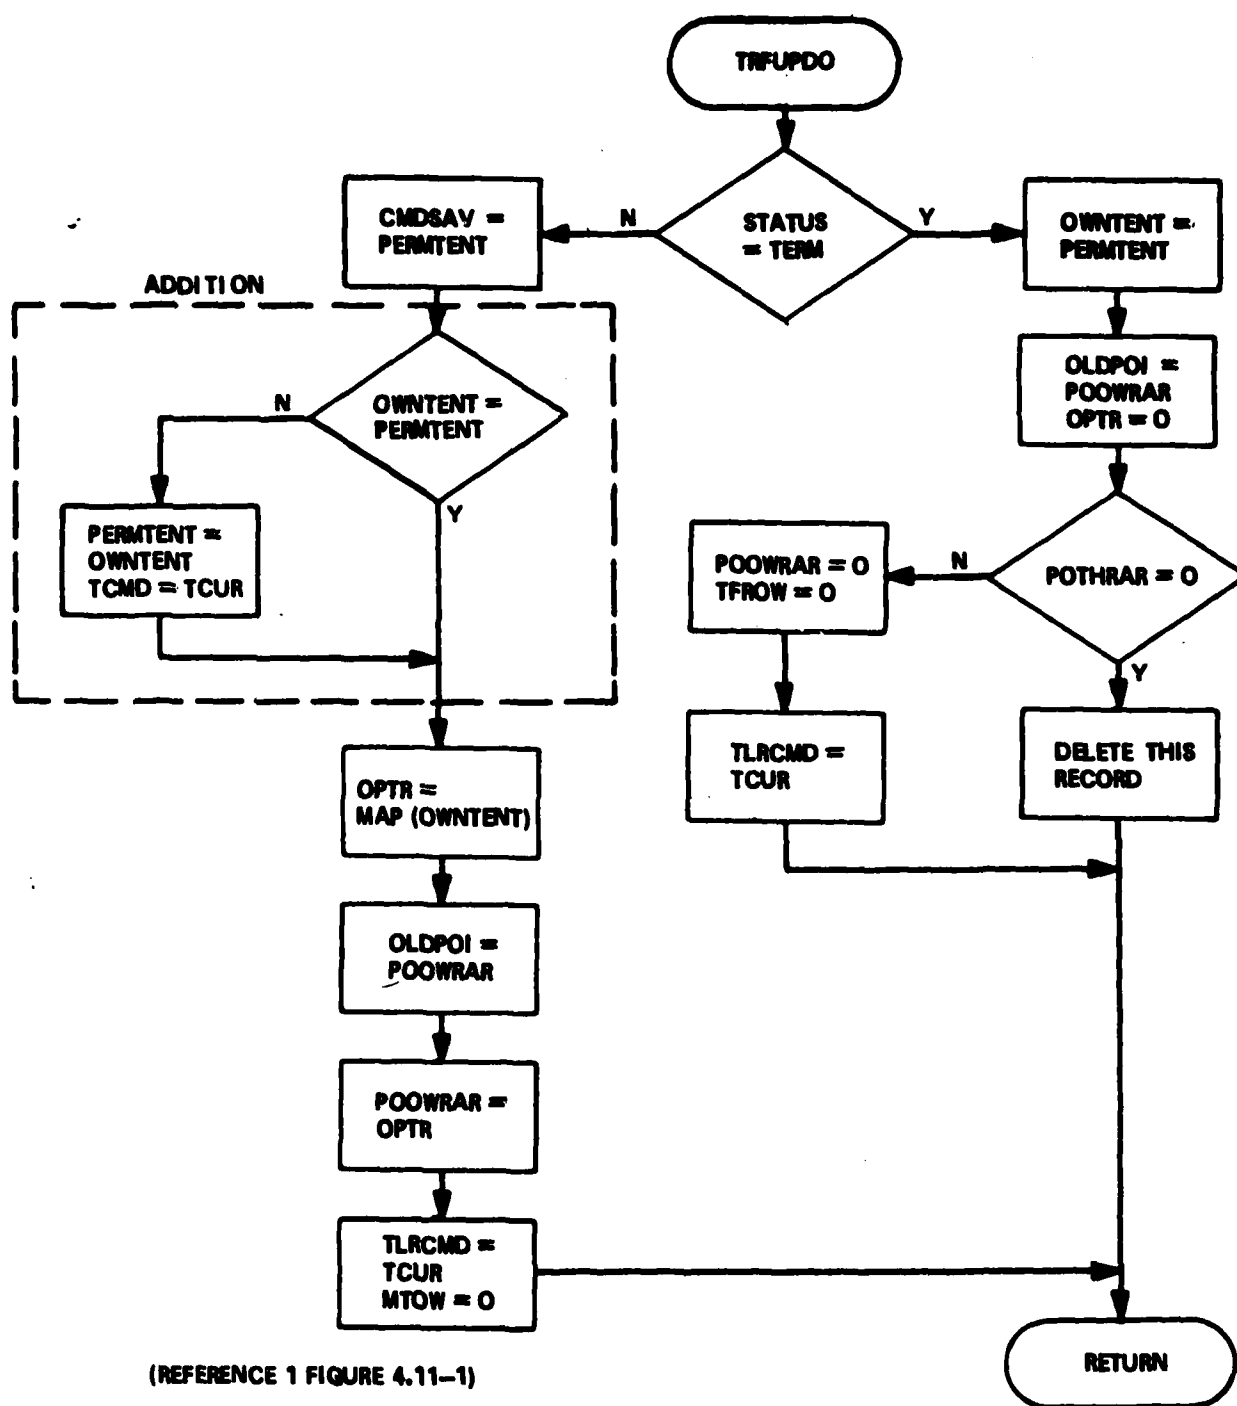 TRFUPDO
STATUS
= TERM
N
Y
CMDSAV =
PERMTENT
OWNTENT =
PERMTENT
ADDITION
OWNTENT =
PERMTENT
N
Y
PERMTENT =
OWNTENT
TCMD = TCUR
OPTR =
MAP (OWNTENT)
OLDPOI =
POOWRAR
POOWRAR =
OPTR
TLRCMD =
TCUR
MTOW = 0
OLDPOI =
POOWRAR
OPTR = 0
POTHRAR = 0
N
Y
POOWRAR = 0
TFROW = 0
TLRCMD =
TCUR
DELETE THIS
RECORD
RETURN
(REFERENCE 1 FIGURE 4.11–1)